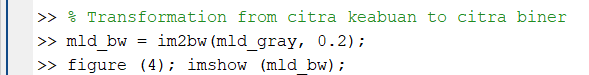 >> % Transformation from citra keabuan to citra biner
>> mld_bw = im2bw(mld_gray, 0.2);
>> figure (4); imshow (mld_bw);